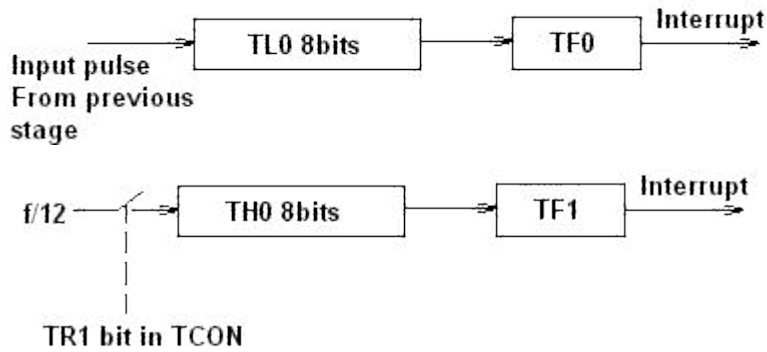 Interrupt
TL0 8bits
TF0
Input pulse
From previous
stage
Interrupt
f/12
TH0 8bits
TF1
TR1 bit in TCON